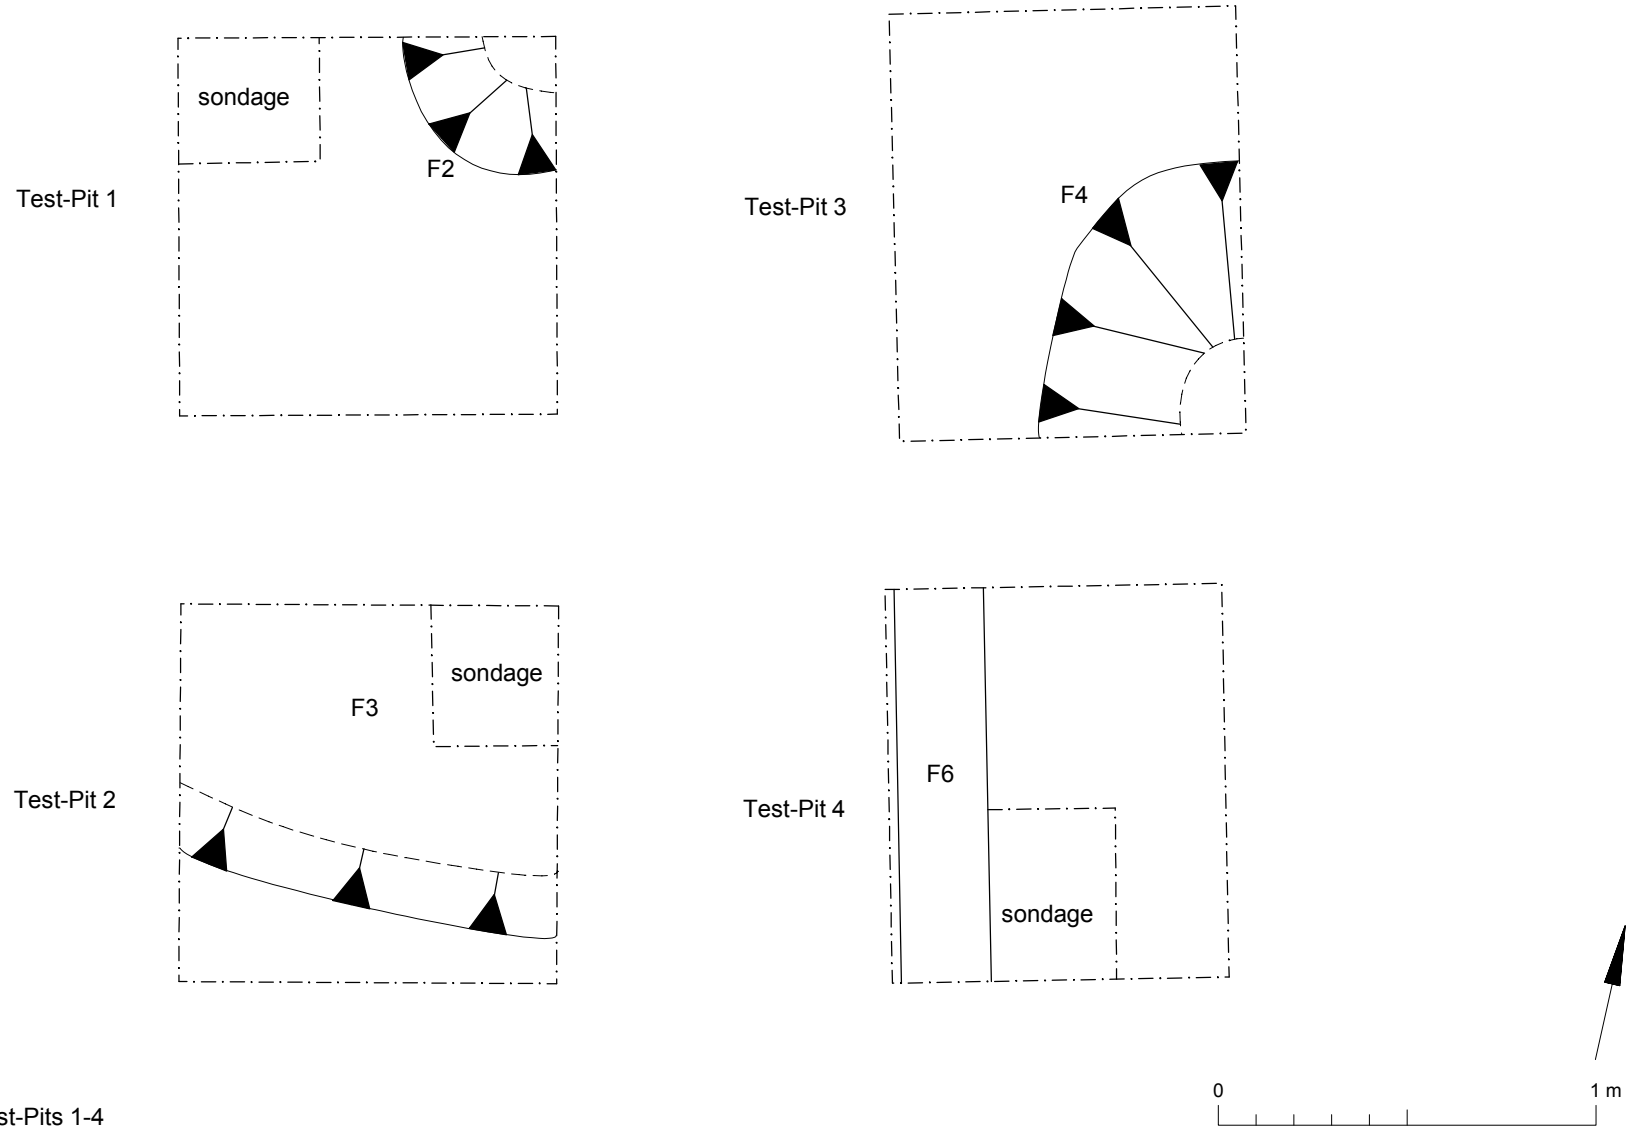 sondage
F2
Test-Pit 1
F4
Test-Pit 3
sondage
F3
Test-Pit 2
F6
Test-Pit 4
sondage
0 1 m
st-Pits 1-4